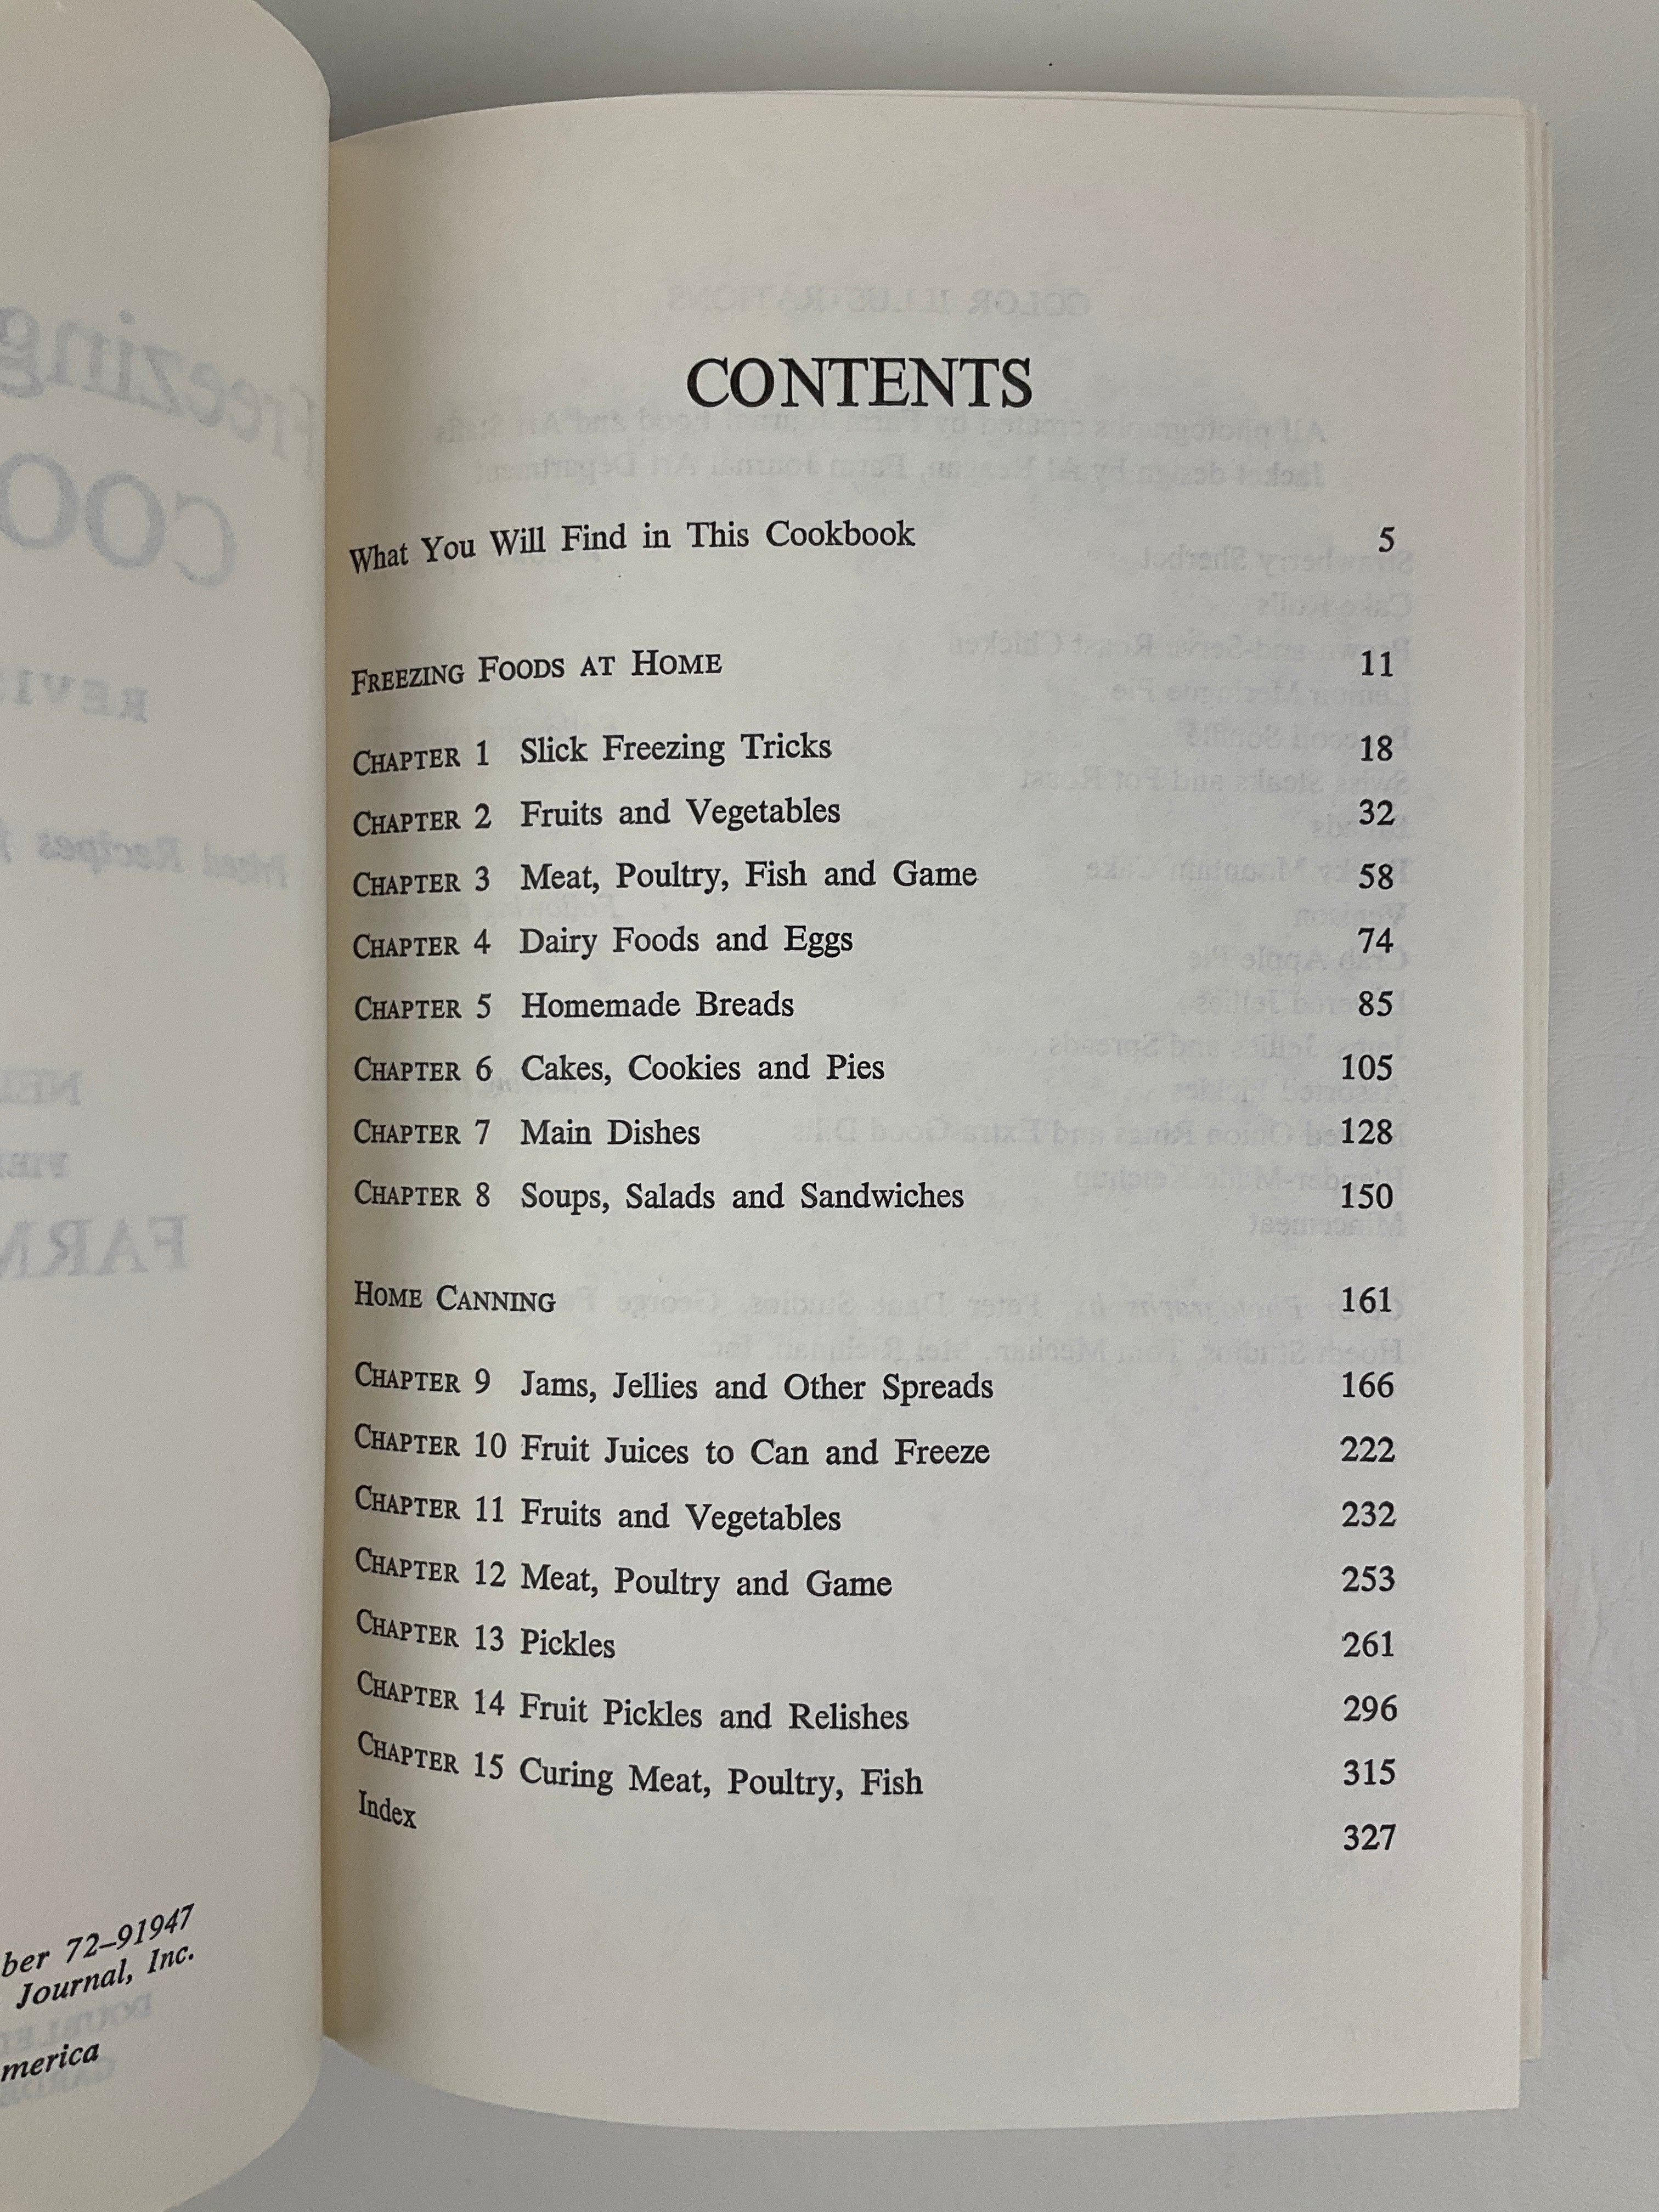 ber 72–91947
Journal, Inc.
merica
CONTENTS
What You Will Find in This Cookbook 5
FREEZING FOODS AT HOME 11
CHAPTER 1 Slick Freezing Tricks 18
CHAPTER 2 Fruits and Vegetables 32
CHAPTER 3 Meat, Poultry, Fish and Game 58
CHAPTER 4 Dairy Foods and Eggs 74
CHAPTER 5 Homemade Breads 85
CHAPTER 6 Cakes, Cookies and Pies 105
CHAPTER 7 Main Dishes 128
CHAPTER 8 Soups, Salads and Sandwiches 150
HOME CANNING 161
CHAPTER 9 Jams, Jellies and Other Spreads 166
CHAPTER 10 Fruit Juices to Can and Freeze 222
CHAPTER 11 Fruits and Vegetables 232
CHAPTER 12 Meat, Poultry and Game 253
CHAPTER 13 Pickles 261
CHAPTER 14 Fruit Pickles and Relishes 296
CHAPTER 15 Curing Meat, Poultry, Fish 315
Index 327